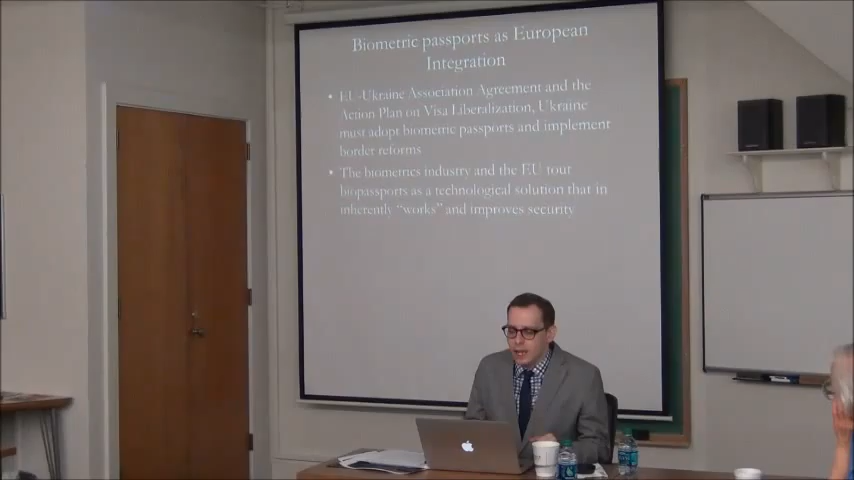 Biometric passports as European
Integration
• EU-Ukraine Association Agreement and the
Action Plan on Visa Liberalization, Ukraine
must adopt biometric passports and implement
border reforms
• The biometrics industry and the EU tout
biopassports as a technological solution that in
inherently “works” and improves security